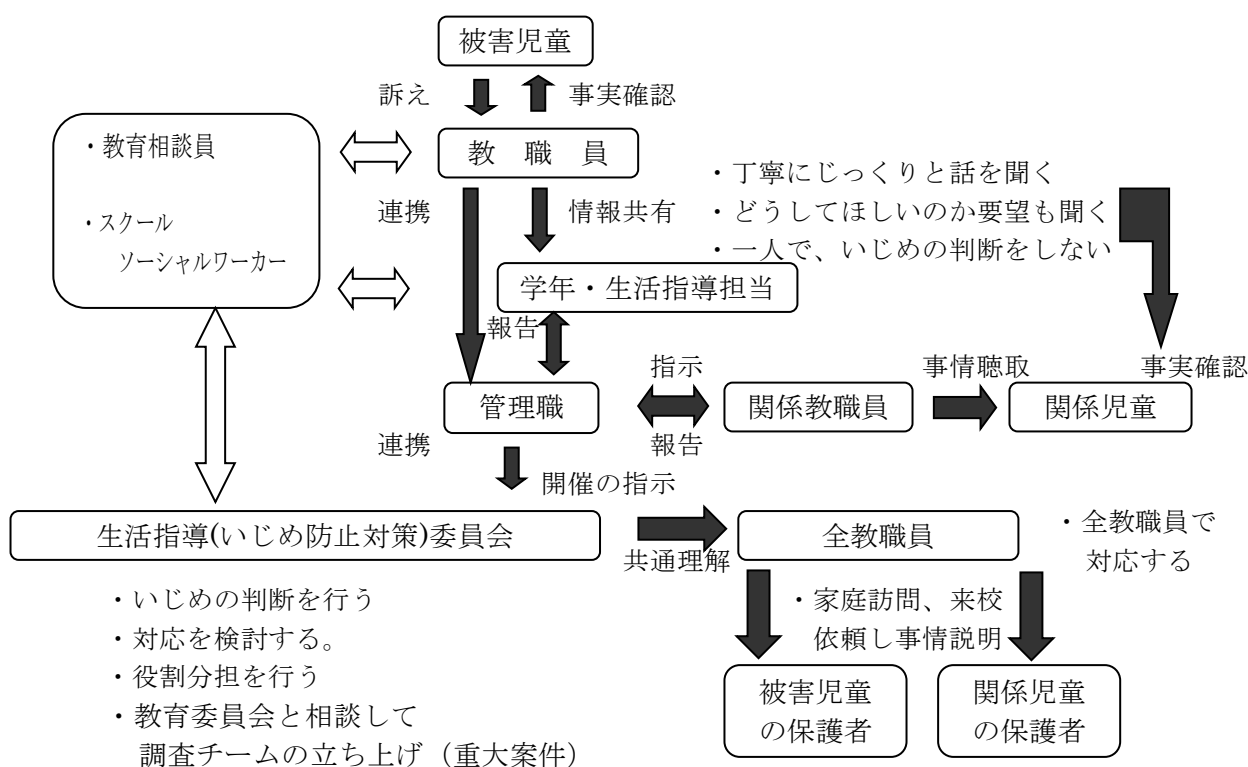 被害児童
訴え
事実確認
・教育相談員
・スクール
ソーシャルワーカー
教　職　員
連携
情報共有
・丁寧にじっくりと話を聞く
・どうしてほしいのか要望も聞く
・一人で、いじめの判断をしない
学年・生活指導担当
報告
管理職
指示
報告
関係教職員
事情聴取
事実確認
関係児童
連携
開催の指示
生活指導(いじめ防止対策)委員会
共通理解
全教職員
・全教職員で
対応する
・いじめの判断を行う
・対応を検討する。
・役割分担を行う
・教育委員会と相談して
調査チームの立ち上げ（重大案件）
・家庭訪問、来校
依頼し事情説明
被害児童
の保護者
関係児童
の保護者